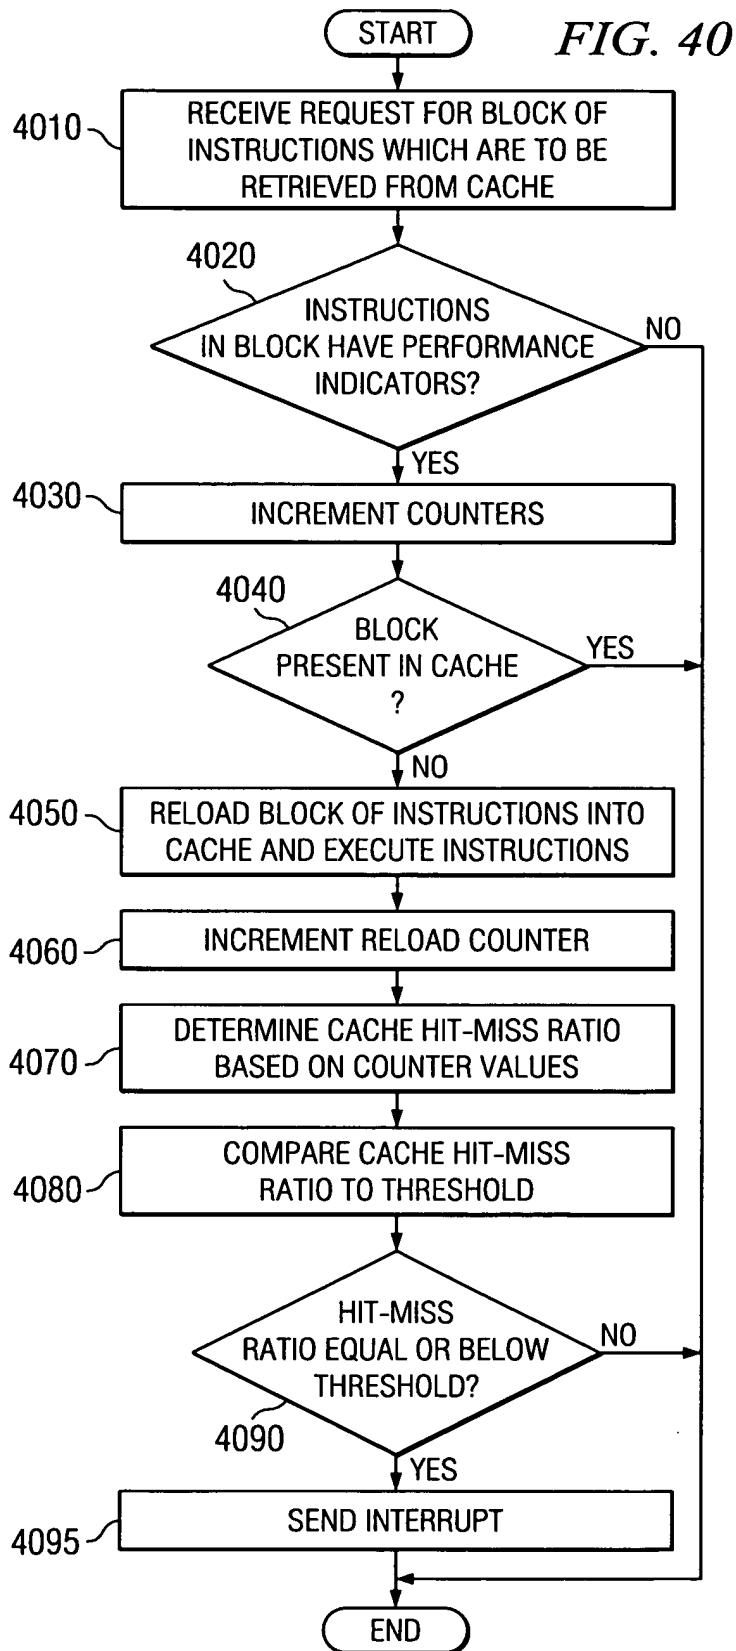 START
FIG. 40
4010
RECEIVE REQUEST FOR BLOCK OF
INSTRUCTIONS WHICH ARE TO BE
RETRIEVED FROM CACHE
4020
INSTRUCTIONS
IN BLOCK HAVE PERFORMANCE
INDICATORS?
NO
YES
4030
INCREMENT COUNTERS
4040
BLOCK
PRESENT IN CACHE
?
YES
NO
4050
RELOAD BLOCK OF INSTRUCTIONS INTO
CACHE AND EXECUTE INSTRUCTIONS
4060
INCREMENT RELOAD COUNTER
4070
DETERMINE CACHE HIT-MISS RATIO
BASED ON COUNTER VALUES
4080
COMPARE CACHE HIT-MISS
RATIO TO THRESHOLD
HIT-MISS
RATIO EQUAL OR BELOW
THRESHOLD?
NO
4090
YES
4095
SEND INTERRUPT
END